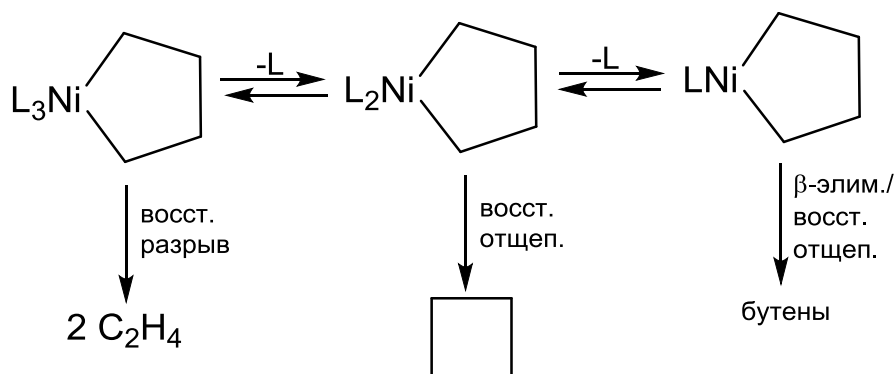 L₃Ni
-L
L₂Ni
-L
LNi
восст.
разрыв
восст.
отщеп.
β-элим./
восст.
отщеп.
2 C₂H₄
бутены